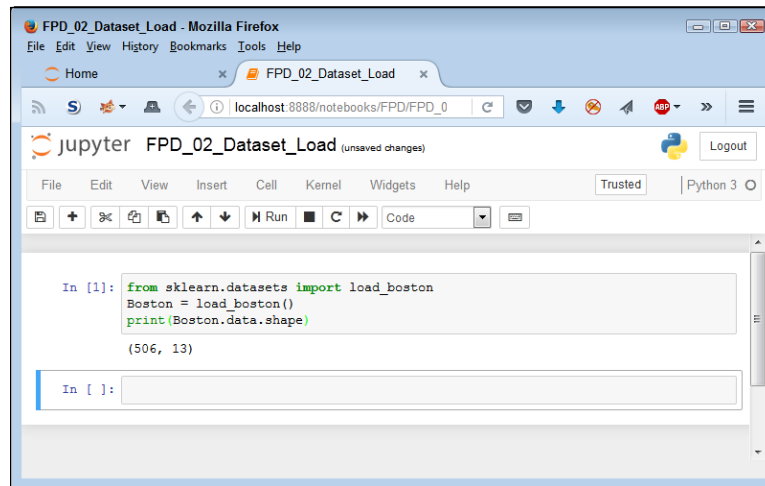 FPD_02_Dataset_Load - Mozilla Firefox
File Edit View History Bookmarks Tools Help
Home × FPD_02_Dataset_Load ×
S) localhost:8888/notebooks/FPD/FPD_0 ABP »
jupyter FPD_02_Dataset_Load (unsaved changes) Logout
File Edit View Insert Cell Kernel Widgets Help Trusted Python 3
Run Code
In [1]: from sklearn.datasets import load_boston
Boston = load_boston()
print(Boston.data.shape)
(506, 13)
In [ ]: